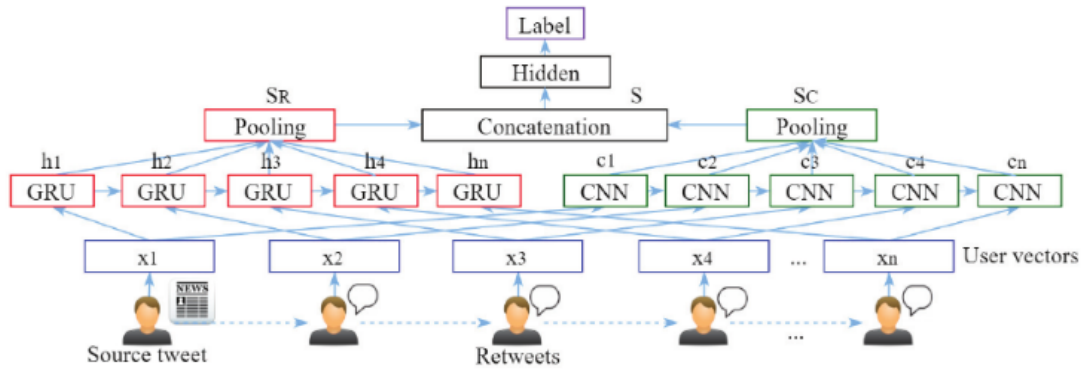 Label
Hidden
SR S SC
Pooling Concatenation Pooling
h1 h2 h3 h4 hn c1 c2 c3 c4 cn
GRU GRU GRU GRU GRU CNN CNN CNN CNN CNN
x1 x2 x3 x4 ... xn User vectors
NEWS
Source tweet Retweets ...